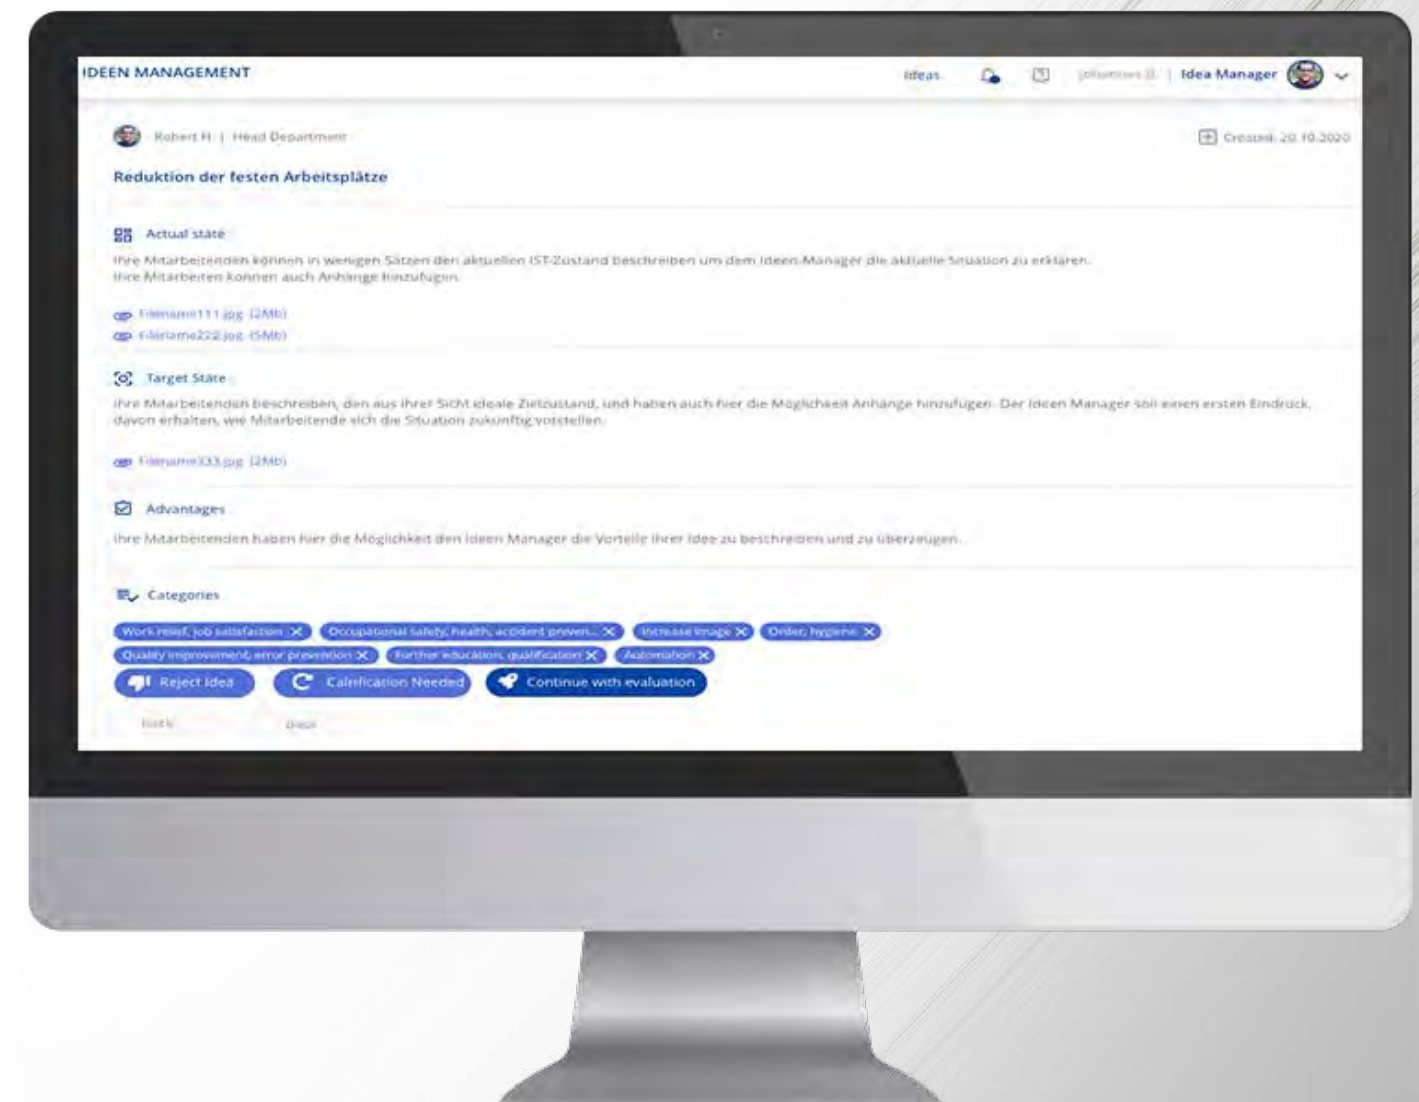 IDEEN MANAGEMENT
Ideas
Idea Manager
Robert H. | Head Department
Created: 20.10.2020
Reduktion der festen Arbeitsplätze
Actual state
Ihre Mitarbeitenden können in wenigen Sätzen den aktuellen IST-Zustand beschreiben um dem Ideen-Manager die aktuelle Situation zu erklären.
Ihre Mitarbeiten können auch Anhänge hinzufügen.
Filename111.jpg (2Mb)
Filename222.jpg (5Mb)
Target State
Ihre Mitarbeitenden beschreiben, den aus Ihrer Sicht ideale Zielzustand, und haben auch hier die Möglichkeit Anhänge hinzufügen. Der Ideen Manager soll einen ersten Eindruck,
davon erhalten, wie Mitarbeitende sich die Situation zukünftig vorstellen.
Filename333.jpg (2Mb)
Advantages
Ihre Mitarbeitenden haben hier die Möglichkeit den Ideen Manager die Vorteile Ihrer Idee zu beschreiben und zu überzeugen.
Categories
Work relief, job satisfaction X Occupational safety, health, accident preven... X Increase image X Order, hygiene X
Quality improvement, error prevention X Further education, qualification X Automation X
Reject Idea Calrification Needed Continue with evaluation
back